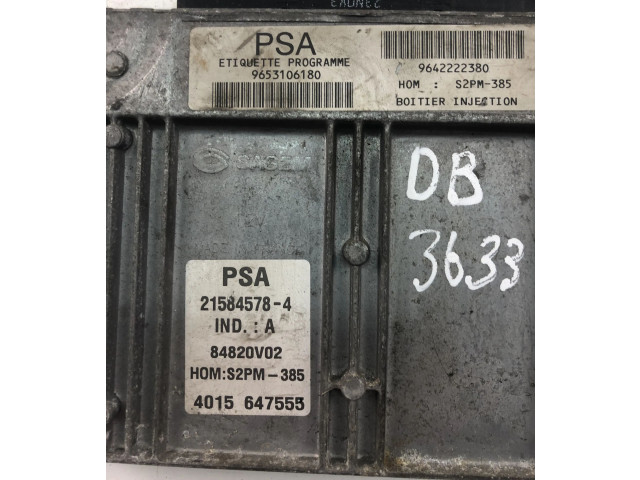 PSA
ETIQUETTE PROGRAMME
9653106180
9642222380
HOM : S2PM-385
BOITIER INJECTION
SAGEM
DB
3633
PSA
21584578-4
IND. : A
84820V02
HOM:S2PM-385
4015 647555